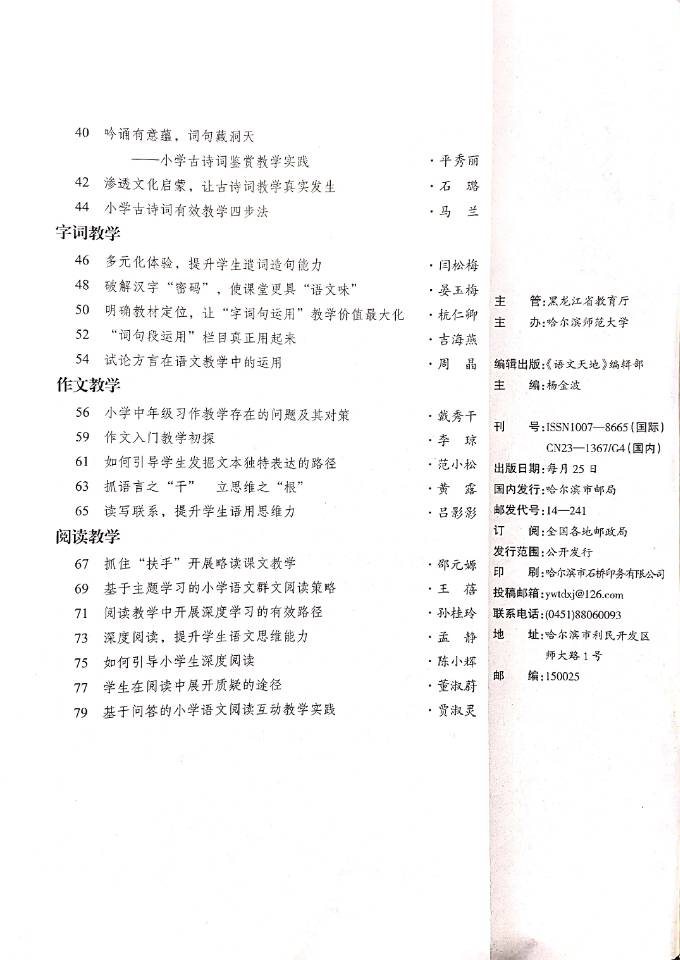 40 吟诵有意蕴，词句藏洞天
——小学古诗词鉴赏教学实践 ·平秀丽
42 渗透文化启蒙，让古诗词教学真实发生 ·石 璐
44 小学古诗词有效教学四步法 ·马 兰
字词教学
46 多元化体验，提升学生遣词造句能力 ·闫松梅
48 破解汉字“密码”，使课堂更具“语文味” ·晏玉梅
50 明确教材定位，让“字词句运用”教学价值最大化 ·杭仁卿
52 “词句段运用”栏目真正用起来 ·吉海燕
54 试论方言在语文教学中的运用 ·周 晶
作文教学
56 小学中年级习作教学存在的问题及其对策 ·戴秀干
59 作文入门教学初探 ·李 琼
61 如何引导学生发掘文本独特表达的路径 ·范小松
63 抓语言之“干” 立思维之“根” ·黄 露
65 读写联系，提升学生语用思维力 ·吕影影
阅读教学
67 抓住“扶手”开展略读课文教学 ·邵元嫄
69 基于主题学习的小学语文群文阅读策略 ·王 蓓
71 阅读教学中开展深度学习的有效路径 ·孙桂玲
73 深度阅读，提升学生语文思维能力 ·孟 静
75 如何引导小学生深度阅读 ·陈小辉
77 学生在阅读中展开质疑的途径 ·董淑蔚
79 基于问答的小学语文阅读互动教学实践 ·贾淑灵
主 管:黑龙江省教育厅
主 办:哈尔滨师范大学
编辑出版:《语文天地》编辑部
主 编:杨金波
刊 号:ISSN1007—8665(国际)
CN23—1367/G4(国内)
出版日期:每月25日
国内发行:哈尔滨市邮局
邮发代号:14—241
订 阅:全国各地邮政局
发行范围:公开发行
印 刷:哈尔滨市石桥印务有限公司
投稿邮箱:ywtdxj@126.com
联系电话:(0451)88060093
地 址:哈尔滨市利民开发区
师大路1号
邮 编:150025